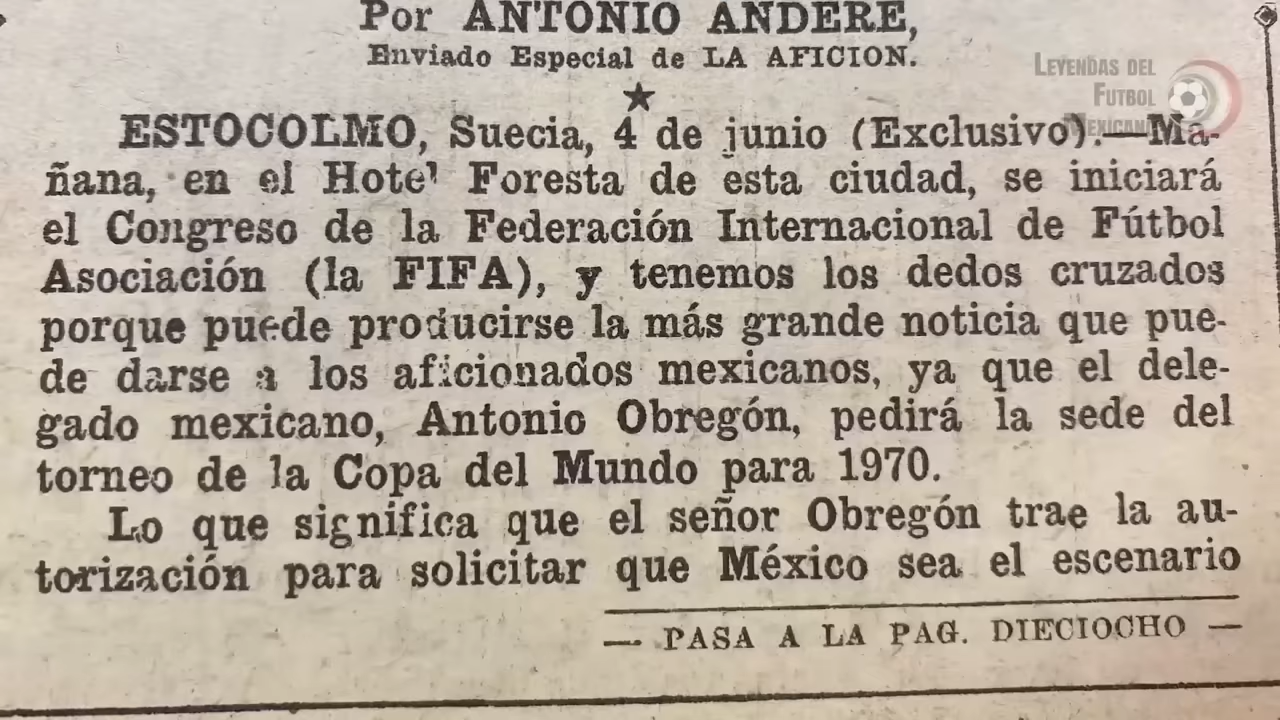 Por ANTONIO ANDERE,
Enviado Especial de LA AFICION.
LEYENDAS DEL
FUTBOL
MEXICANO
ESTOCOLMO, Suecia, 4 de junio (Exclusivo).—Ma-
ñana, en el Hotel Foresta de esta ciudad, se iniciará
el Congreso de la Federación Internacional de Fútbol
Asociación (la FIFA), y tenemos los dedos cruzados
porque puede producirse la más grande noticia que pue-
de darse a los aficionados mexicanos, ya que el dele-
gado mexicano, Antonio Obregón, pedirá la sede del
torneo de la Copa del Mundo para 1970.
Lo que significa que el señor Obregón trae la au-
torización para solicitar que México sea el escenario
— PASA A LA PAG. DIECIOCHO —